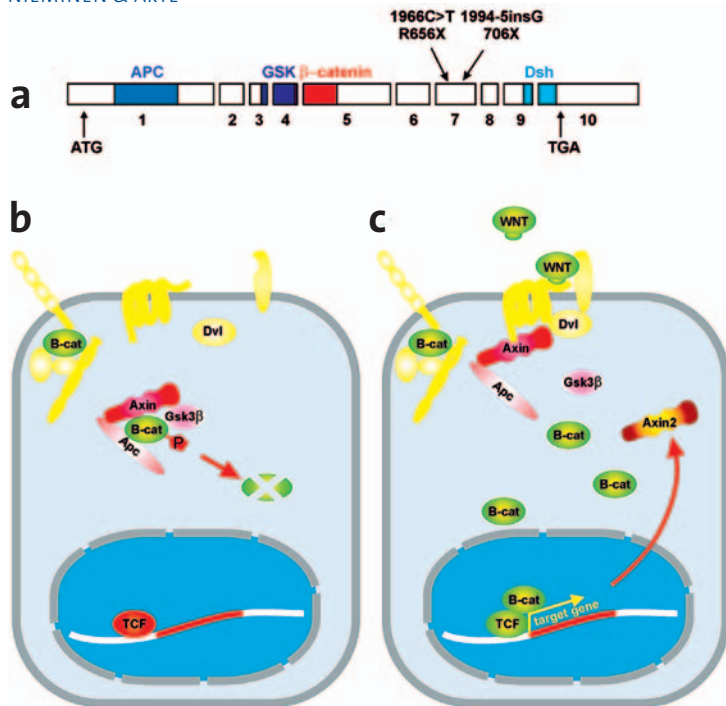 NIEMINEN & ARTE
1966C>T 1994-5insG
R656X 706X
APC GSK β-catenin Dsh
a
1 2 3 4 5 6 7 8 9 10
ATG TGA
b
B-cat
Dvl
Axin
Gsk3β
B-cat
Apc
P
TCF
c
WNT
WNT
B-cat
Dvl
Axin
Apc
Gsk3β
Axin2
B-cat
B-cat
B-cat
B-cat
TCF target gene